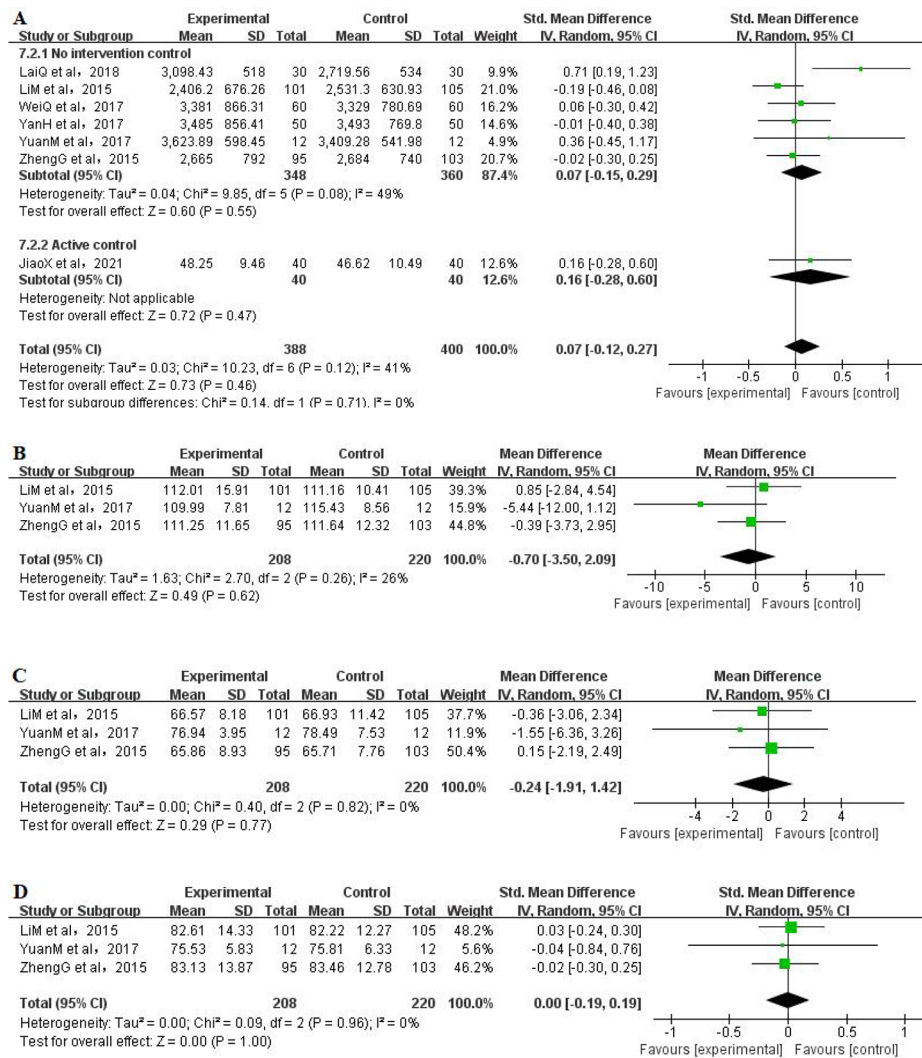 A Experimental Control Std. Mean Difference Std. Mean Difference
Study or Subgroup Mean SD Total Mean SD Total Weight IV, Random, 95% CI IV, Random, 95% CI
7.2.1 No intervention control
LaiQ et al，2018 3,098.43 518 30 2,719.56 534 30 9.9% 0.71 [0.19, 1.23]
LiM et al，2015 2,406.2 676.26 101 2,531.3 630.93 105 21.0% -0.19 [-0.46, 0.08]
WeiQ et al，2017 3,381 866.31 60 3,329 780.69 60 16.2% 0.06 [-0.30, 0.42]
YanH et al，2017 3,485 856.41 50 3,493 769.8 50 14.6% -0.01 [-0.40, 0.38]
YuanM et al，2017 3,623.89 598.45 12 3,409.28 541.98 12 4.9% 0.36 [-0.45, 1.17]
ZhengG et al，2015 2,665 792 95 2,684 740 103 20.7% -0.02 [-0.30, 0.25]
Subtotal (95% CI) 348 360 87.4% 0.07 [-0.15, 0.29]
Heterogeneity: Tau² = 0.04; Chi² = 9.85, df = 5 (P = 0.08); I² = 49%
Test for overall effect: Z = 0.60 (P = 0.55)
7.2.2 Active control
JiaoX et al，2021 48.25 9.46 40 46.62 10.49 40 12.6% 0.16 [-0.28, 0.60]
Subtotal (95% CI) 40 40 12.6% 0.16 [-0.28, 0.60]
Heterogeneity: Not applicable
Test for overall effect: Z = 0.72 (P = 0.47)
Total (95% CI) 388 400 100.0% 0.07 [-0.12, 0.27]
Heterogeneity: Tau² = 0.03; Chi² = 10.23, df = 6 (P = 0.12); I² = 41%
Test for overall effect: Z = 0.73 (P = 0.46)
Test for subgroup differences: Chi² = 0.14, df = 1 (P = 0.71), I² = 0%
-1 -0.5 0 0.5 1
Favours [experimental] Favours [control]
B Experimental Control Mean Difference Mean Difference
Study or Subgroup Mean SD Total Mean SD Total Weight IV, Random, 95% CI IV, Random, 95% CI
LiM et al，2015 112.01 15.91 101 111.16 10.41 105 39.3% 0.85 [-2.84, 4.54]
YuanM et al，2017 109.99 7.81 12 115.43 8.56 12 15.9% -5.44 [-12.00, 1.12]
ZhengG et al，2015 111.25 11.65 95 111.64 12.32 103 44.8% -0.39 [-3.73, 2.95]
Total (95% CI) 208 220 100.0% -0.70 [-3.50, 2.09]
Heterogeneity: Tau² = 1.63; Chi² = 2.70, df = 2 (P = 0.26); I² = 26%
Test for overall effect: Z = 0.49 (P = 0.62)
-10 -5 0 5 10
Favours [experimental] Favours [control]
C Experimental Control Mean Difference Mean Difference
Study or Subgroup Mean SD Total Mean SD Total Weight IV, Random, 95% CI IV, Random, 95% CI
LiM et al，2015 66.57 8.18 101 66.93 11.42 105 37.7% -0.36 [-3.06, 2.34]
YuanM et al，2017 76.94 3.95 12 78.49 7.53 12 11.9% -1.55 [-6.36, 3.26]
ZhengG et al，2015 65.86 8.93 95 65.71 7.76 103 50.4% 0.15 [-2.19, 2.49]
Total (95% CI) 208 220 100.0% -0.24 [-1.91, 1.42]
Heterogeneity: Tau² = 0.00; Chi² = 0.40, df = 2 (P = 0.82); I² = 0%
Test for overall effect: Z = 0.29 (P = 0.77)
-4 -2 0 2 4
Favours [experimental] Favours [control]
D Experimental Control Std. Mean Difference Std. Mean Difference
Study or Subgroup Mean SD Total Mean SD Total Weight IV, Random, 95% CI IV, Random, 95% CI
LiM et al，2015 82.61 14.33 101 82.22 12.27 105 48.2% 0.03 [-0.24, 0.30]
YuanM et al，2017 75.53 5.83 12 75.81 6.33 12 5.6% -0.04 [-0.84, 0.76]
ZhengG et al，2015 83.13 13.87 95 83.46 12.78 103 46.2% -0.02 [-0.30, 0.25]
Total (95% CI) 208 220 100.0% 0.00 [-0.19, 0.19]
Heterogeneity: Tau² = 0.00; Chi² = 0.09, df = 2 (P = 0.96); I² = 0%
Test for overall effect: Z = 0.00 (P = 1.00)
-1 -0.5 0 0.5 1
Favours [experimental] Favours [control]